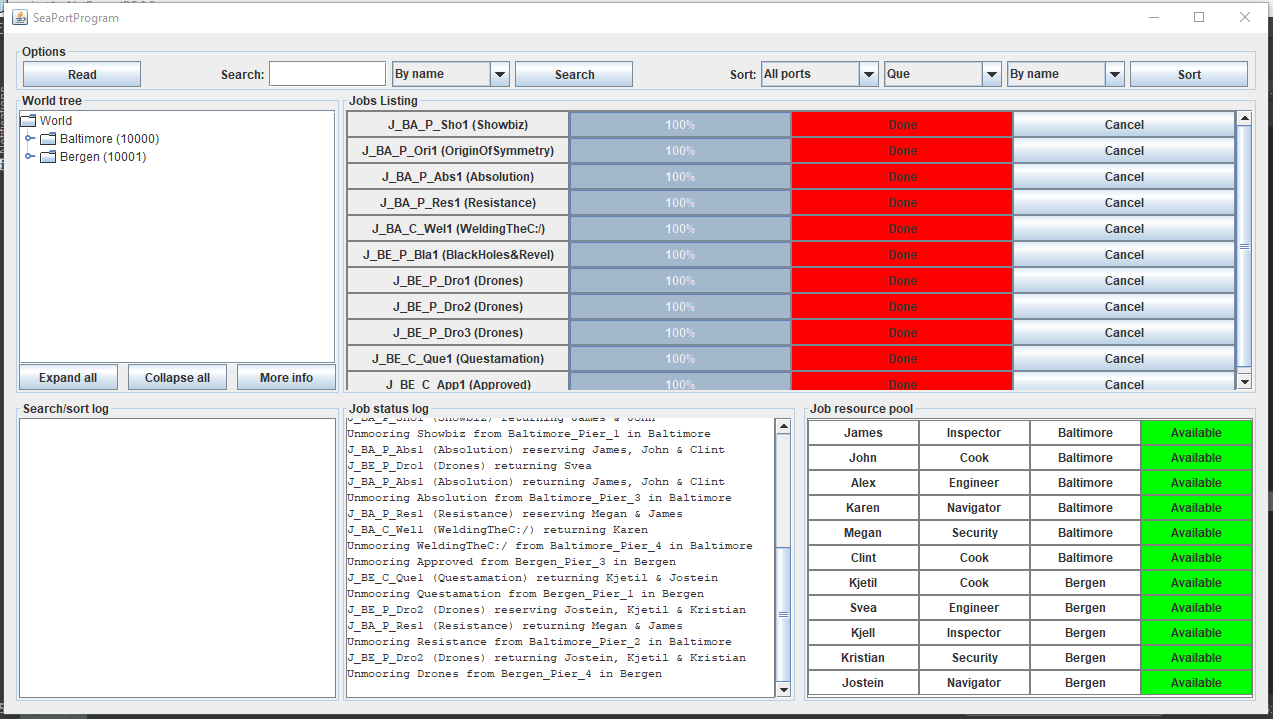 SeaPortProgram
Options
Read Search: By name Search Sort: All ports Que By name Sort
World tree
World
Baltimore (10000)
Bergen (10001)
Expand all Collapse all More info
Jobs Listing
J_BA_P_Sho1 (Showbiz) 100% Done Cancel
J_BA_P_Ori1 (OriginOfSymmetry) 100% Done Cancel
J_BA_P_Abs1 (Absolution) 100% Done Cancel
J_BA_P_Res1 (Resistance) 100% Done Cancel
J_BA_C_Wel1 (WeldingTheC:/) 100% Done Cancel
J_BE_P_Bla1 (BlackHoles&Revel) 100% Done Cancel
J_BE_P_Dro1 (Drones) 100% Done Cancel
J_BE_P_Dro2 (Drones) 100% Done Cancel
J_BE_P_Dro3 (Drones) 100% Done Cancel
J_BE_C_Que1 (Questamation) 100% Done Cancel
J_BE_C_App1 (Approved) 100% Done Cancel
Search/sort log
Job status log
J_BA_P_Sho1 (Showbiz) returning James & John
Unmooring Showbiz from Baltimore_Pier_1 in Baltimore
J_BA_P_Abs1 (Absolution) reserving James, John & Clint
J_BE_P_Dro1 (Drones) returning Svea
J_BA_P_Abs1 (Absolution) returning James, John & Clint
Unmooring Absolution from Baltimore_Pier_3 in Baltimore
J_BA_P_Res1 (Resistance) reserving Megan & James
J_BA_C_Wel1 (WeldingTheC:/) returning Karen
Unmooring WeldingTheC:/ from Baltimore_Pier_4 in Baltimore
Unmooring Approved from Bergen_Pier_3 in Bergen
J_BE_C_Que1 (Questamation) returning Kjetil & Jostein
Unmooring Questamation from Bergen_Pier_1 in Bergen
J_BE_P_Dro2 (Drones) reserving Jostein, Kjetil & Kristian
J_BA_P_Res1 (Resistance) returning Megan & James
Unmooring Resistance from Baltimore_Pier_2 in Baltimore
J_BE_P_Dro2 (Drones) returning Jostein, Kjetil & Kristian
Unmooring Drones from Bergen_Pier_4 in Bergen
Job resource pool
James Inspector Baltimore Available
John Cook Baltimore Available
Alex Engineer Baltimore Available
Karen Navigator Baltimore Available
Megan Security Baltimore Available
Clint Cook Baltimore Available
Kjetil Cook Bergen Available
Svea Engineer Bergen Available
Kjell Inspector Bergen Available
Kristian Security Bergen Available
Jostein Navigator Bergen Available